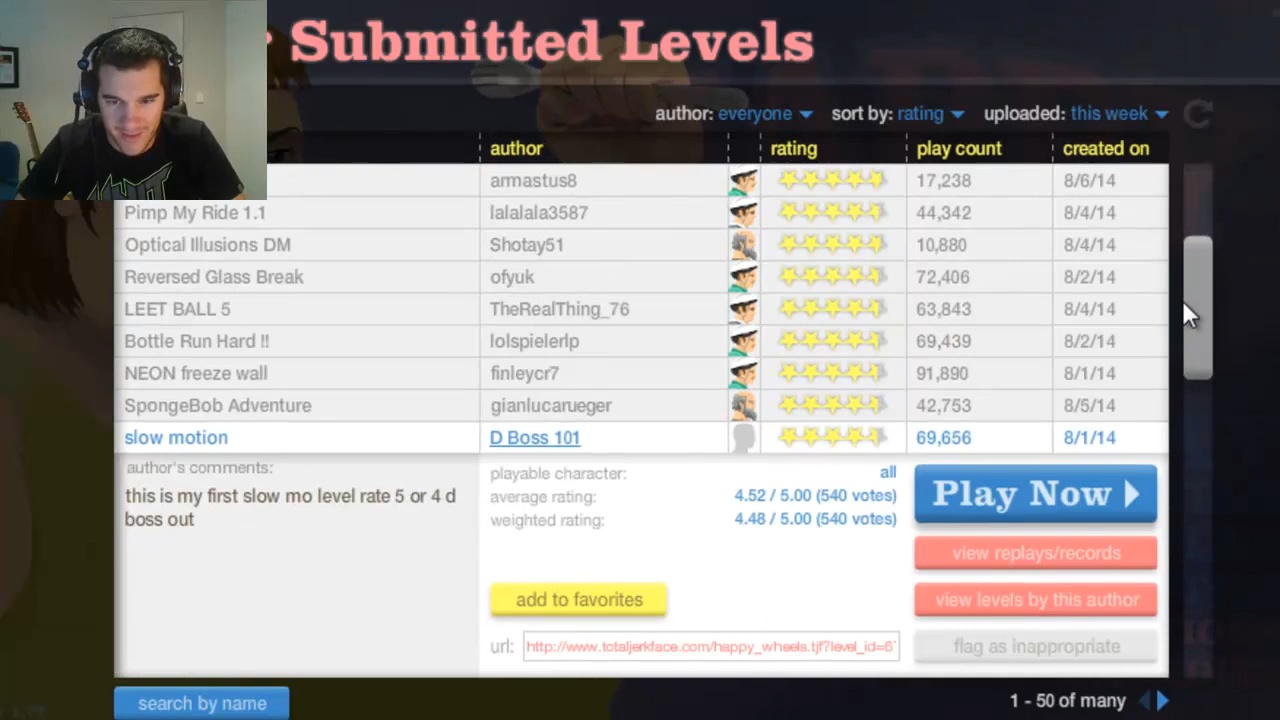 Submitted Levels
author: everyone sort by: rating uploaded: this week
author rating play count created on
armastus8 17,238 8/6/14
Pimp My Ride 1.1 lalalala3587 44,342 8/4/14
Optical Illusions DM Shotay51 10,880 8/4/14
Reversed Glass Break ofyuk 72,406 8/2/14
LEET BALL 5 TheRealThing_76 63,843 8/4/14
Bottle Run Hard !! lolspielerlp 69,439 8/2/14
NEON freeze wall finleycr7 91,890 8/1/14
SpongeBob Adventure gianlucarueger 42,753 8/5/14
slow motion D Boss 101 69,656 8/1/14
author's comments:
this is my first slow mo level rate 5 or 4 d
boss out
playable character: all
average rating: 4.52 / 5.00 (540 votes)
weighted rating: 4.48 / 5.00 (540 votes)
Play Now
view replays/records
add to favorites
view levels by this author
url: http://www.totaljerkface.com/happy_wheels.tjf?level_id=6
flag as inappropriate
search by name
1 - 50 of many